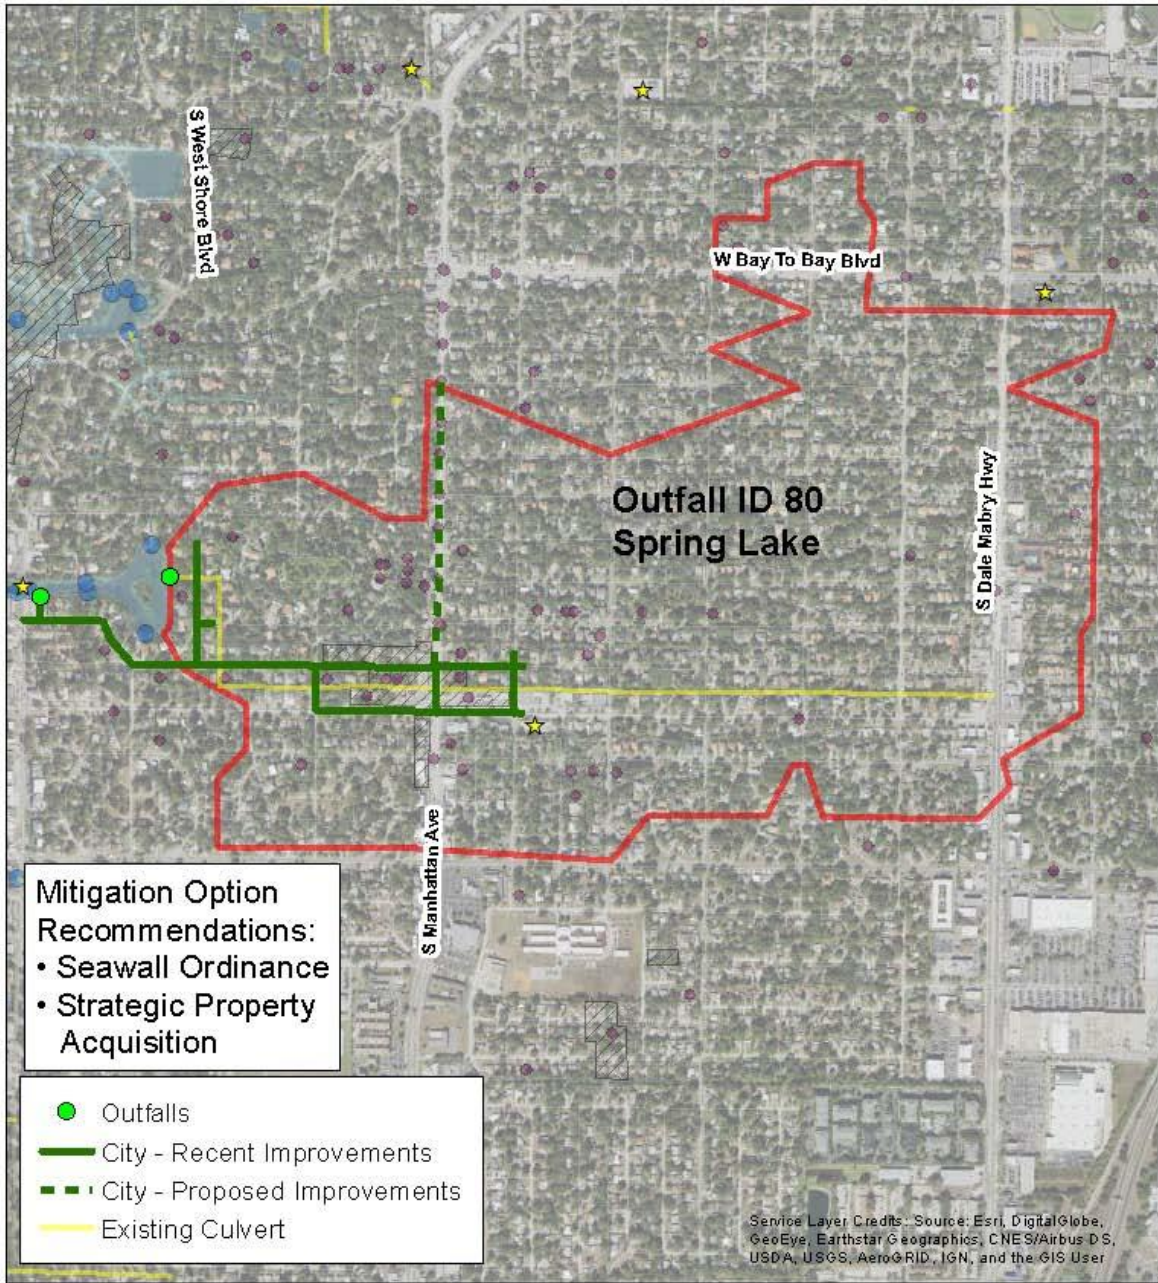 S West Shore Blvd
W Bay To Bay Blvd
Outfall ID 80
Spring Lake
S Dale Mabry Hwy
S Manhattan Ave
Mitigation Option
Recommendations:
• Seawall Ordinance
• Strategic Property
Acquisition
Outfalls
City - Recent Improvements
City - Proposed Improvements
Existing Culvert
Service Layer Credits: Source: Esri, DigitalGlobe,
GeoEye, Earthstar Geographics, CNES/Airbus DS,
USDA, USGS, AeroGRID, IGN, and the GIS User